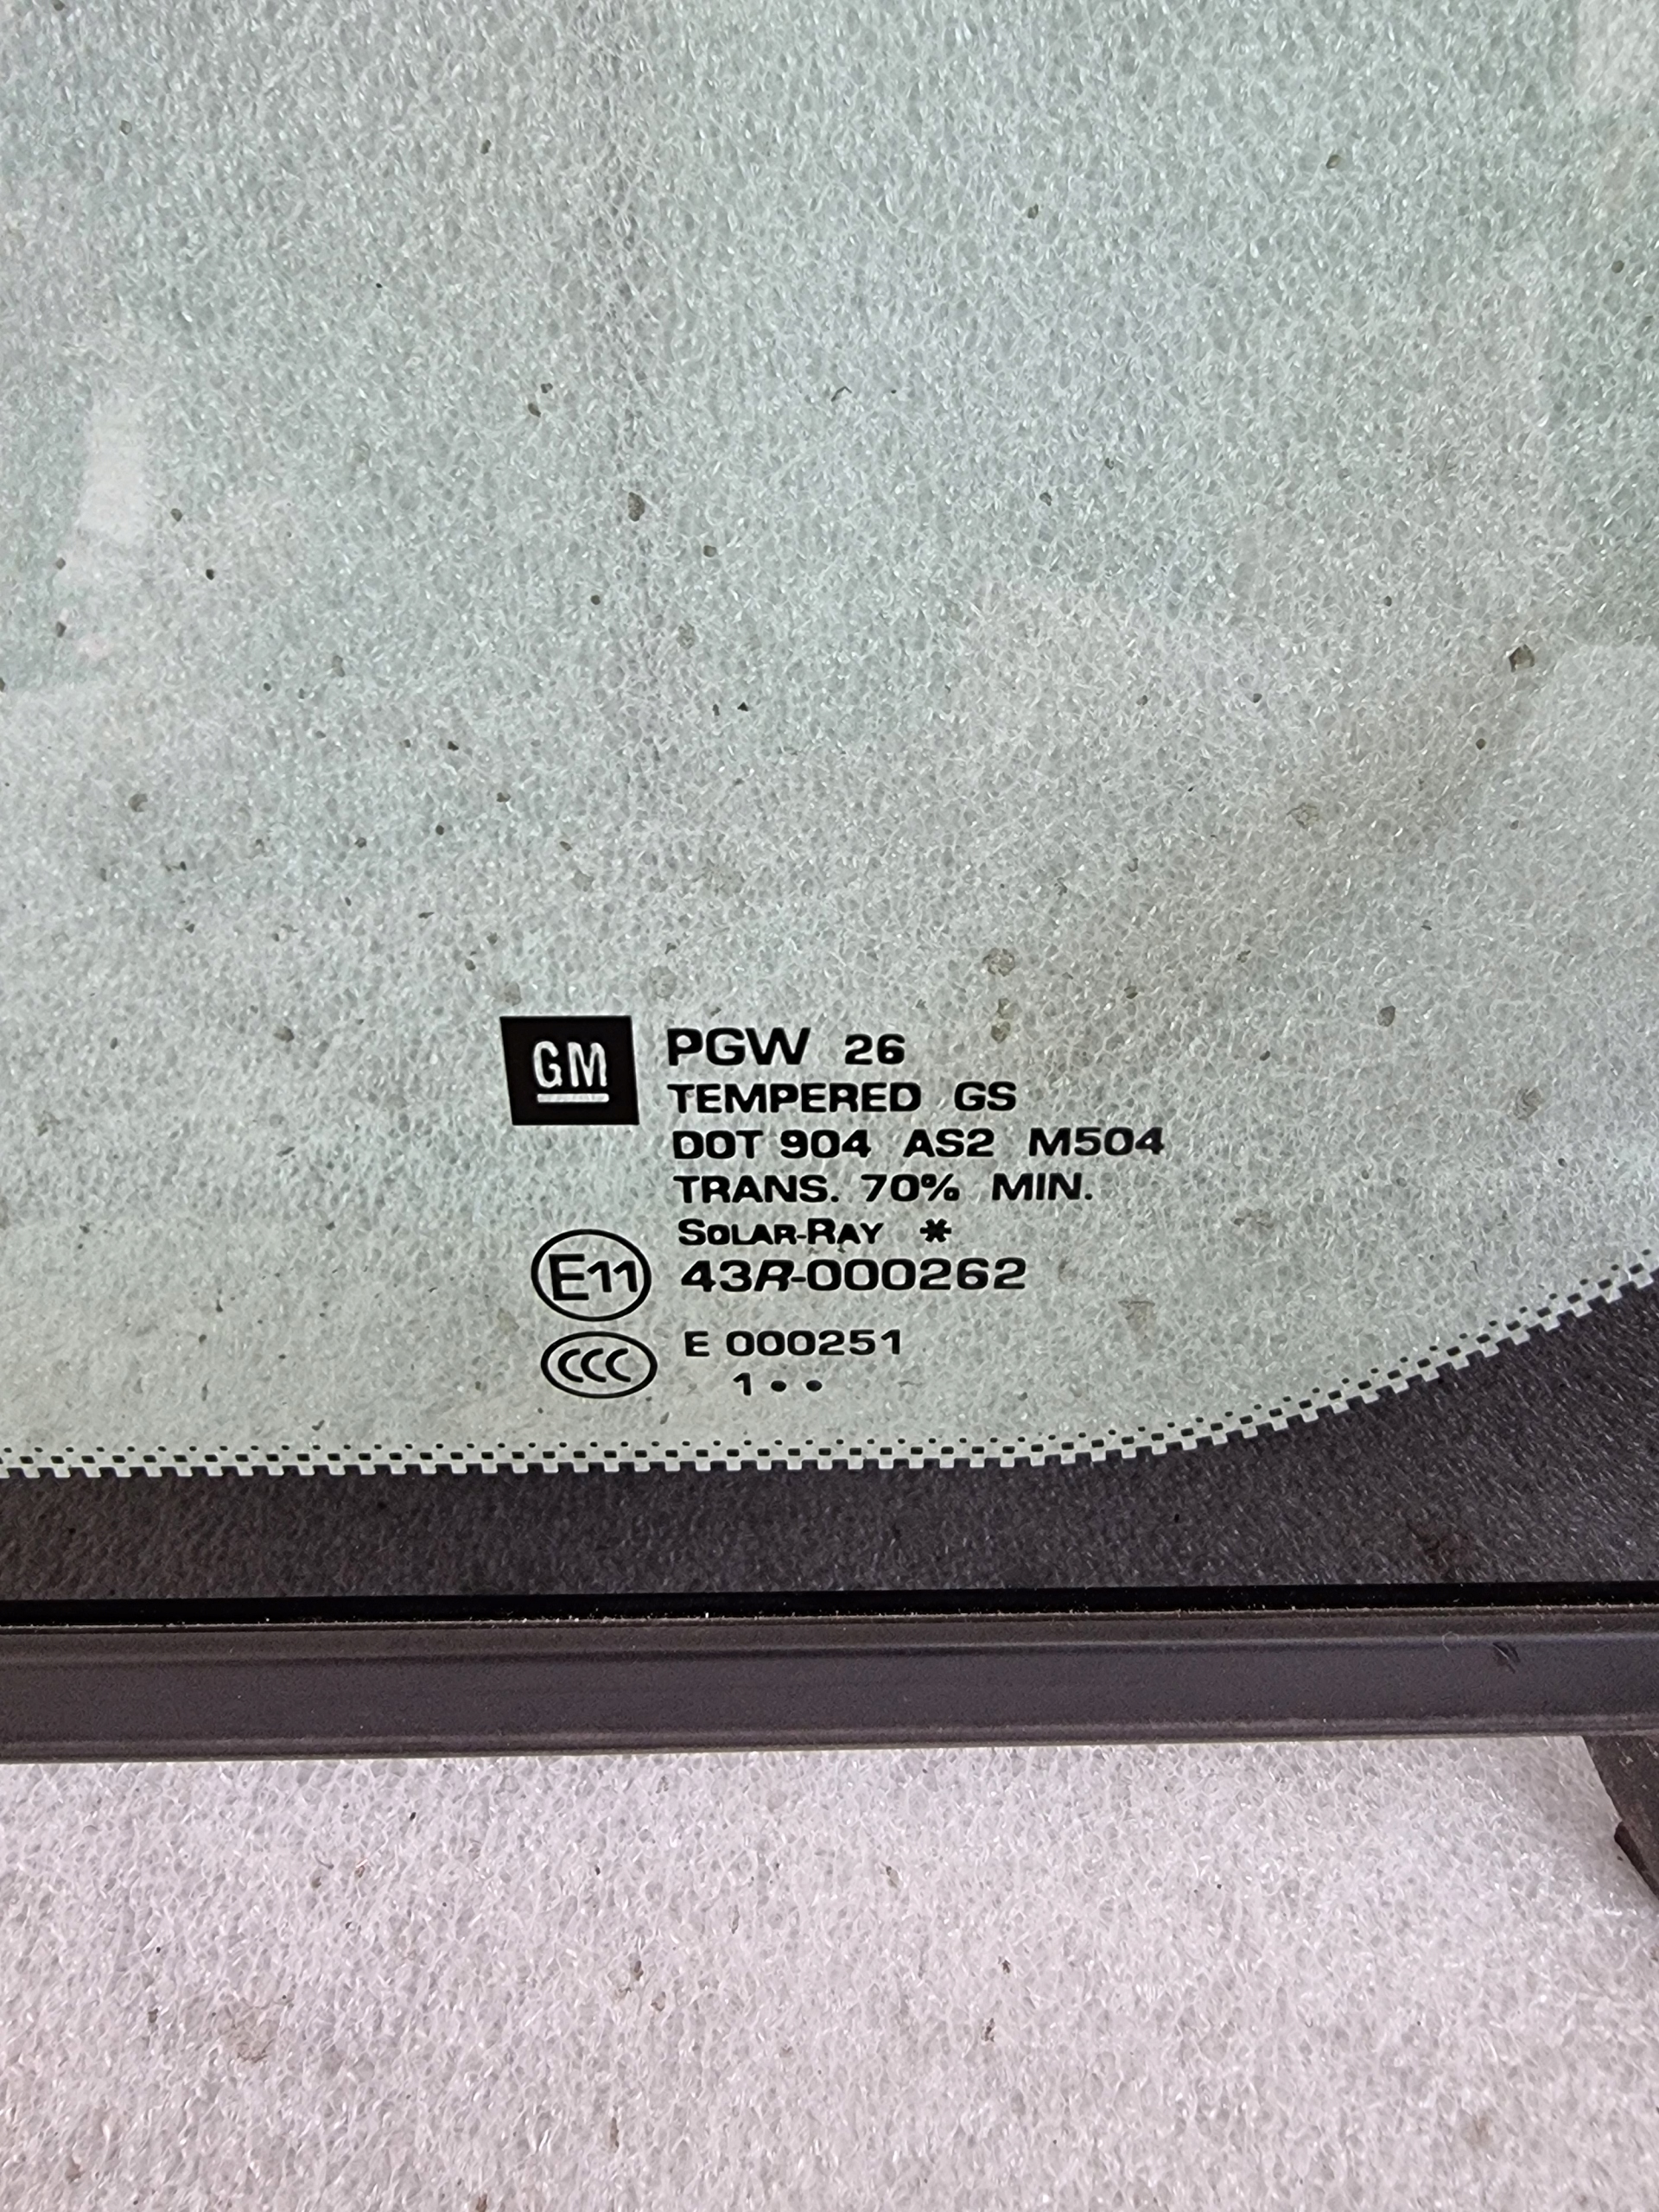 GM PGW 26
TEMPERED GS
DOT 904 AS2 M504
TRANS. 70% MIN.
SOLAR-RAY *
E11 43R-000262
CCC E 000251
1 • •